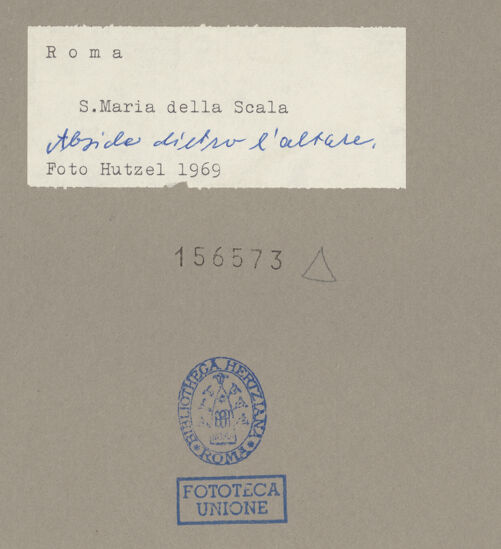 Roma
S.Maria della Scala
Abside dietro l'altare.
Foto Hutzel 1969
156573
BIBLIOTHECA HERTZIANA
ROMA
FOTOTECA
UNIONE